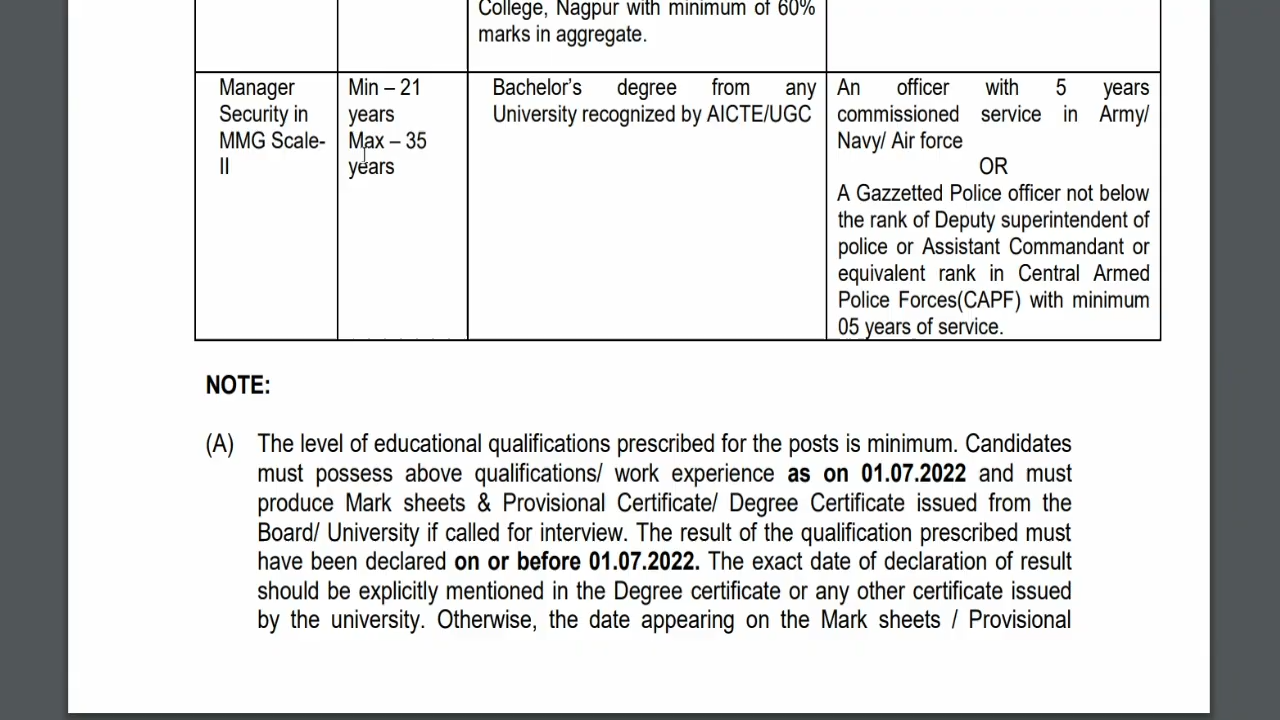 College, Nagpur with minimum of 60%
marks in aggregate.
Manager
Security in
MMG Scale-
II
Min – 21
years
Max – 35
years
Bachelor’s degree from any
University recognized by AICTE/UGC
An officer with 5 years
commissioned service in Army/
Navy/ Air force
OR
A Gazzetted Police officer not below
the rank of Deputy superintendent of
police or Assistant Commandant or
equivalent rank in Central Armed
Police Forces(CAPF) with minimum
05 years of service.
NOTE:
(A) The level of educational qualifications prescribed for the posts is minimum. Candidates
must possess above qualifications/ work experience as on 01.07.2022 and must
produce Mark sheets & Provisional Certificate/ Degree Certificate issued from the
Board/ University if called for interview. The result of the qualification prescribed must
have been declared on or before 01.07.2022. The exact date of declaration of result
should be explicitly mentioned in the Degree certificate or any other certificate issued
by the university. Otherwise, the date appearing on the Mark sheets / Provisional